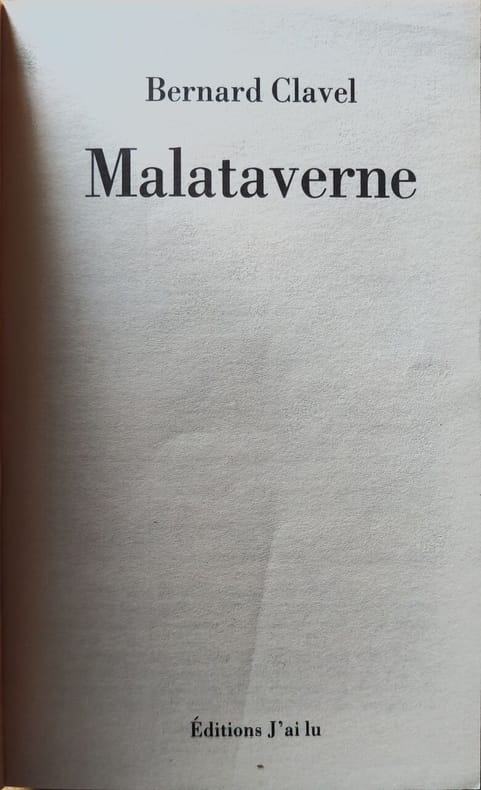 Bernard Clavel
Malataverne
Éditions J'ai lu